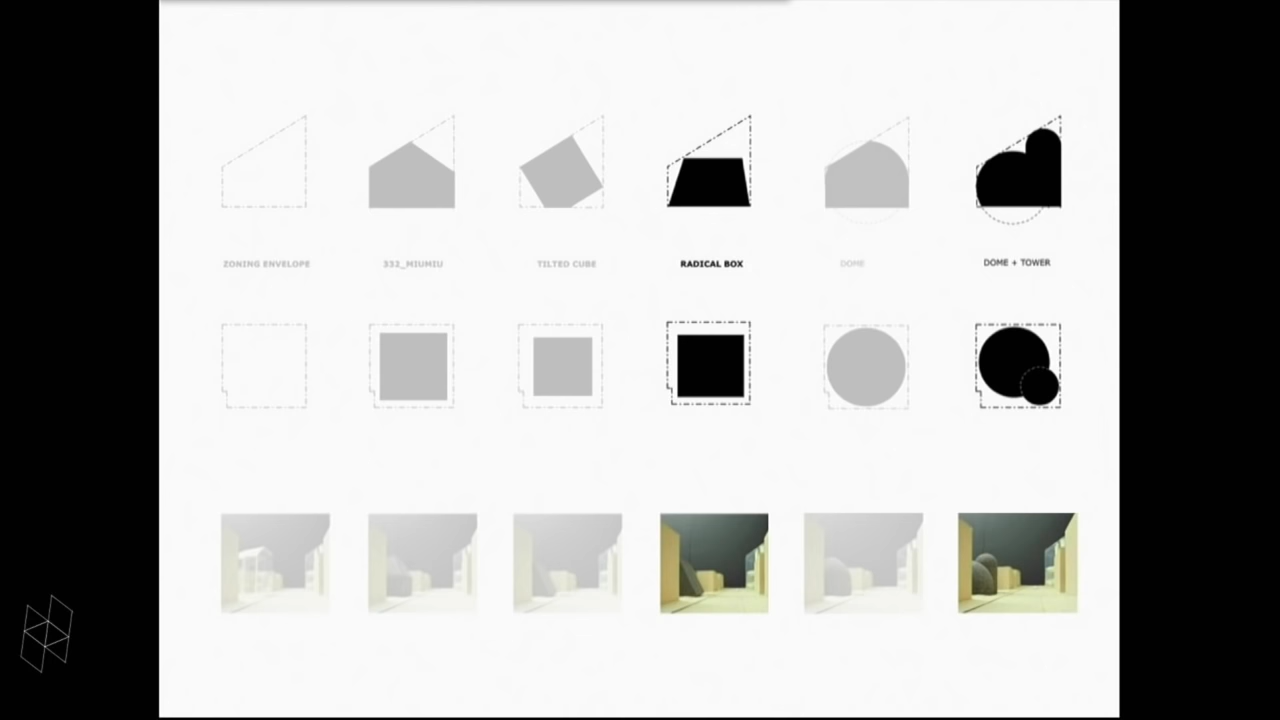 ZONING ENVELOPE
332_MIUMIU
TILTED CUBE
RADICAL BOX
DOME
DOME + TOWER